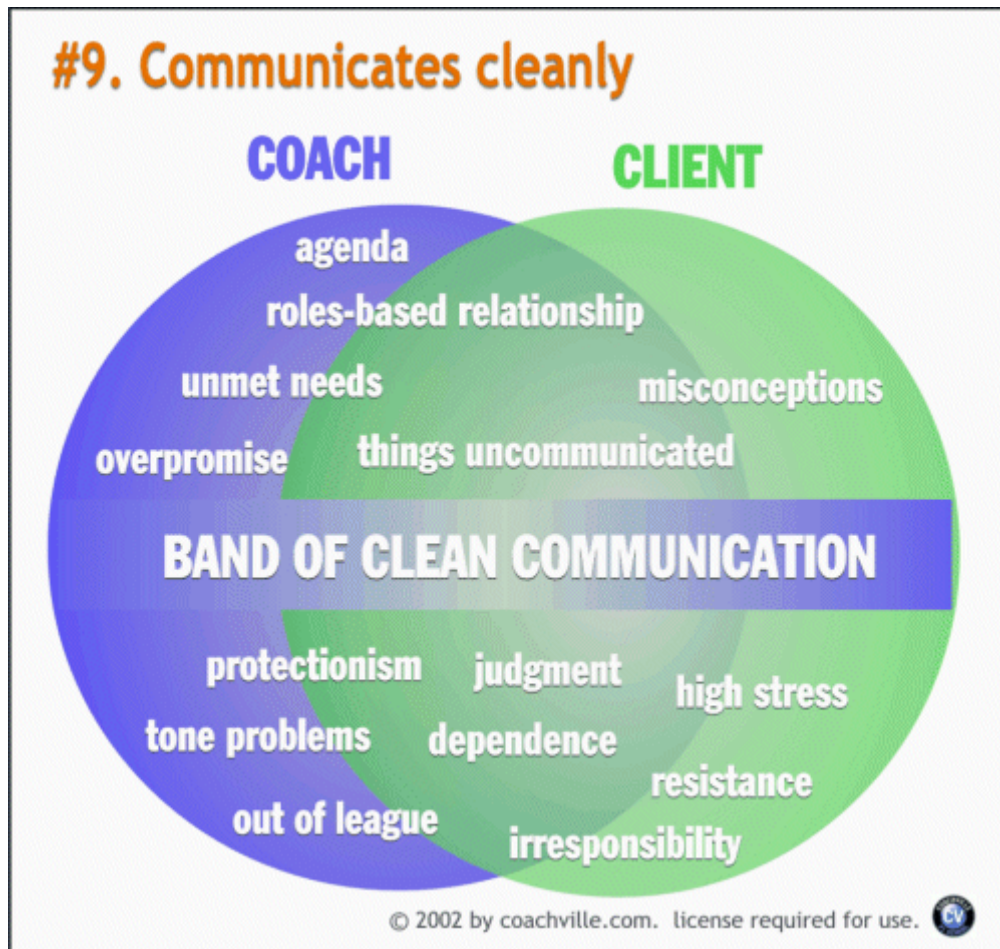 #9. Communicates cleanly
COACH
CLIENT
agenda
roles-based relationship
unmet needs
misconceptions
overpromise
things uncommunicated
BAND OF CLEAN COMMUNICATION
protectionism
judgment
high stress
tone problems
dependence
resistance
out of league
irresponsibility
© 2002 by coachville.com. license required for use.
CV